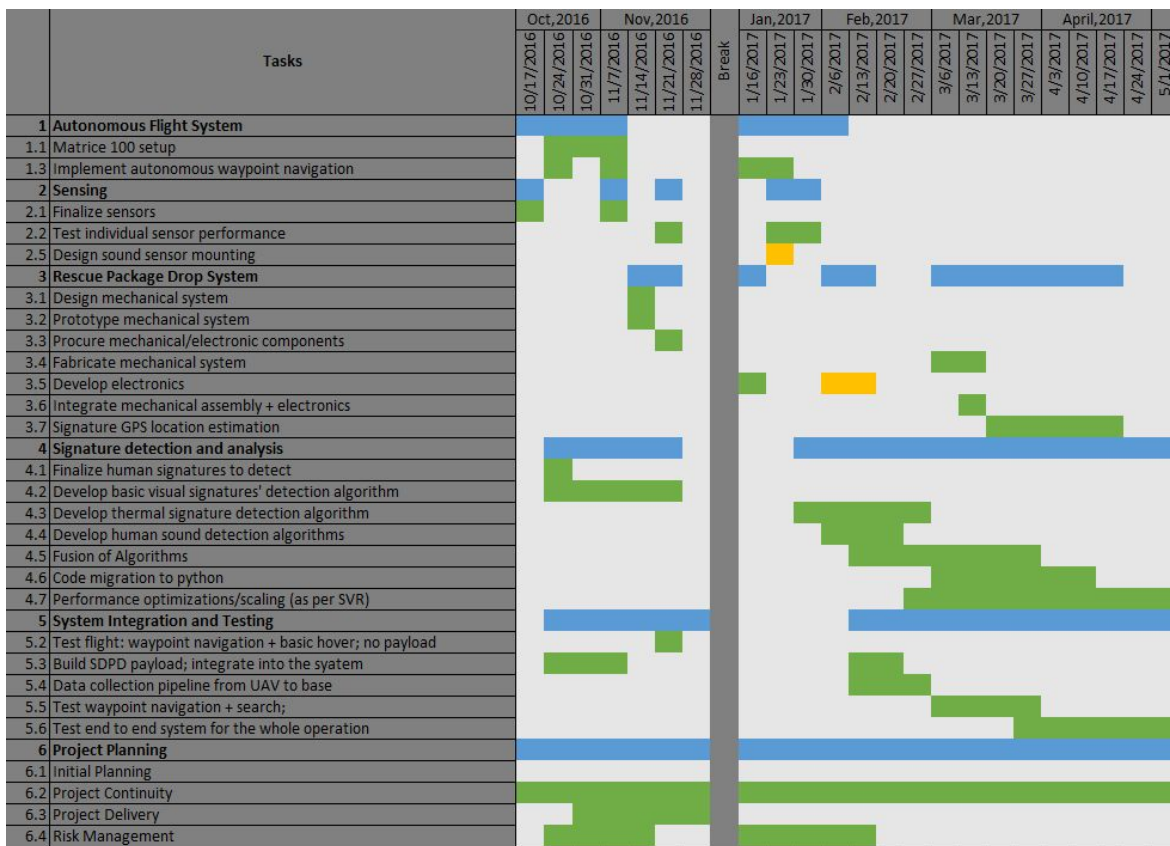 Oct,2016 Nov,2016 Jan,2017 Feb,2017 Mar,2017 April,2017
Tasks 10/17/2016 10/24/2016 10/31/2016 11/7/2016 11/14/2016 11/21/2016 11/28/2016 Break 1/16/2017 1/23/2017 1/30/2017 2/6/2017 2/13/2017 2/20/2017 2/27/2017 3/6/2017 3/13/2017 3/20/2017 3/27/2017 4/3/2017 4/10/2017 4/17/2017 4/24/2017 5/1/2017
1 Autonomous Flight System
1.1 Matrice 100 setup
1.3 Implement autonomous waypoint navigation
2 Sensing
2.1 Finalize sensors
2.2 Test individual sensor performance
2.5 Design sound sensor mounting
3 Rescue Package Drop System
3.1 Design mechanical system
3.2 Prototype mechanical system
3.3 Procure mechanical/electronic components
3.4 Fabricate mechanical system
3.5 Develop electronics
3.6 Integrate mechanical assembly + electronics
3.7 Signature GPS location estimation
4 Signature detection and analysis
4.1 Finalize human signatures to detect
4.2 Develop basic visual signatures' detection algorithm
4.3 Develop thermal signature detection algorithm
4.4 Develop human sound detection algorithms
4.5 Fusion of Algorithms
4.6 Code migration to python
4.7 Performance optimizations/scaling (as per SVR)
5 System Integration and Testing
5.2 Test flight: waypoint navigation + basic hover; no payload
5.3 Build SDPD payload; integrate into the syatem
5.4 Data collection pipeline from UAV to base
5.5 Test waypoint navigation + search;
5.6 Test end to end system for the whole operation
6 Project Planning
6.1 Initial Planning
6.2 Project Continuity
6.3 Project Delivery
6.4 Risk Management